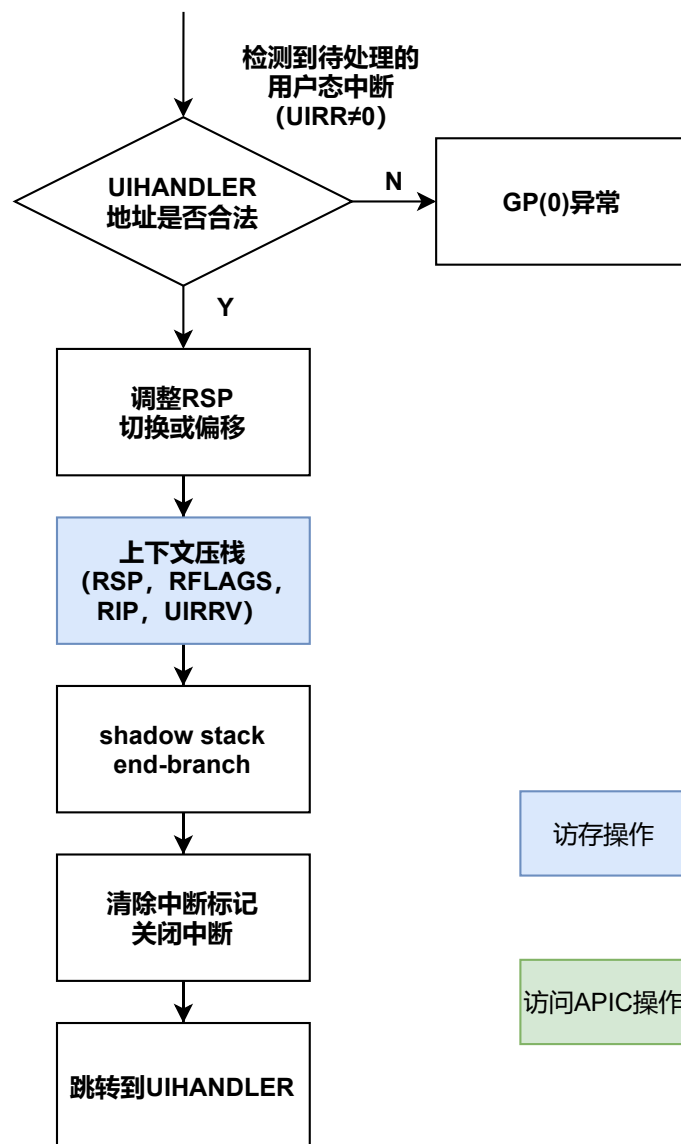 检测到待处理的
用户态中断
（UIRR≠0）
UIHANDLER
地址是否合法
N
GP(0)异常
Y
调整RSP
切换或偏移
上下文压栈
（RSP，RFLAGS，
RIP，UIRRV）
shadow stack
end-branch
访存操作
清除中断标记
关闭中断
访问APIC操作
跳转到UIHANDLER